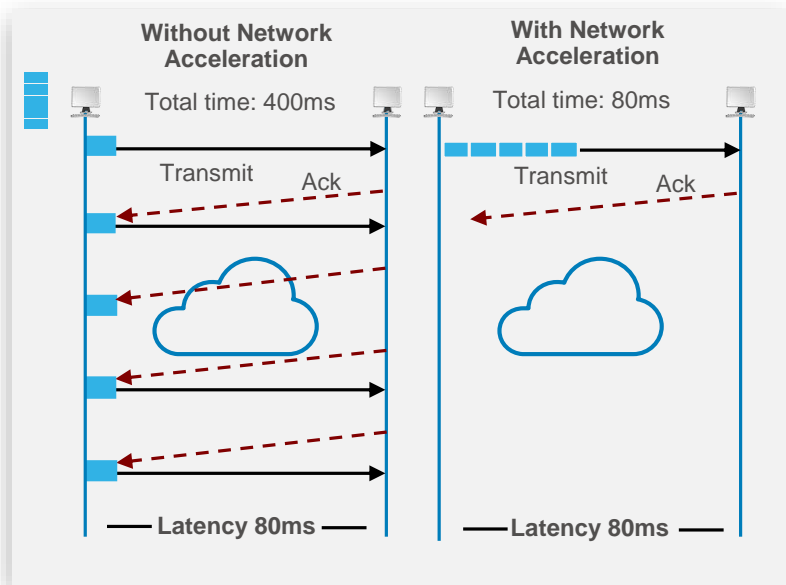 Without Network
Acceleration
Total time: 400ms
Transmit
Ack
Latency 80ms
With Network
Acceleration
Total time: 80ms
Transmit
Ack
Latency 80ms